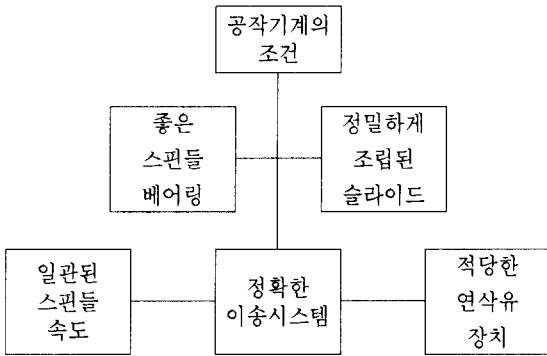 공작기계의
조건
좋은
스핀들
베어링
정밀하게
조립된
슬라이드
일관된
스핀들
속도
정확한
이송시스템
적당한
연삭유
장치